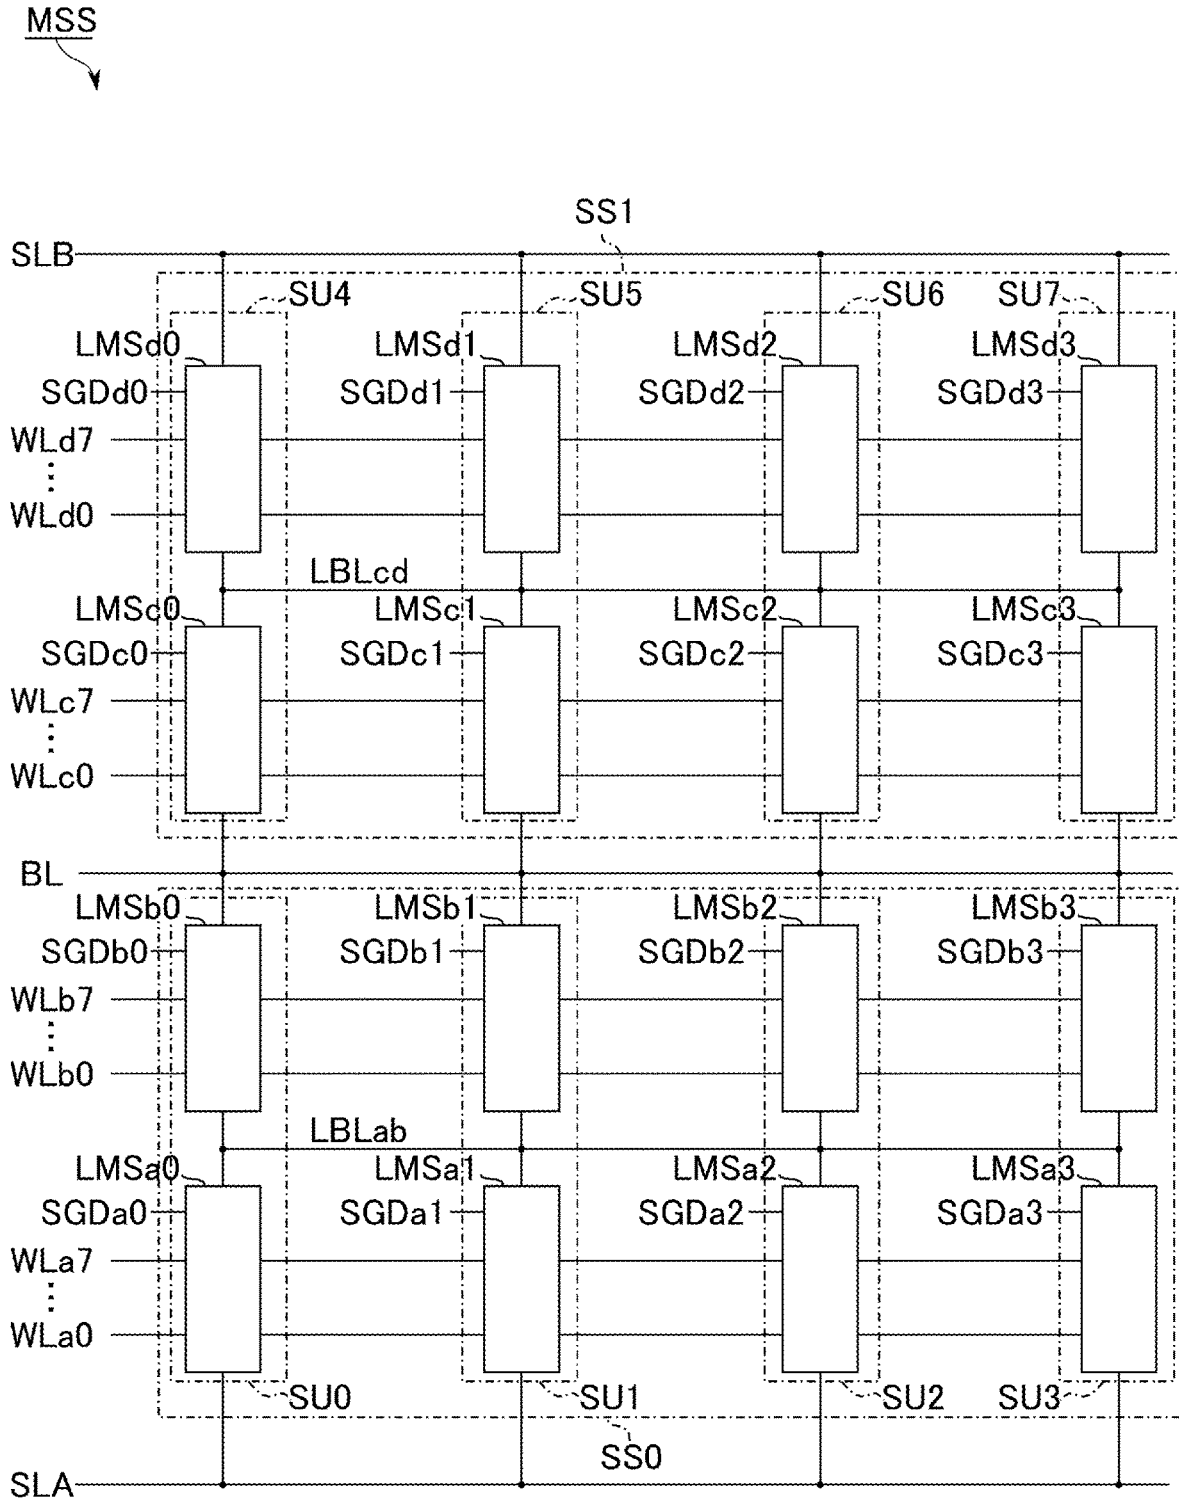 MSS
SS1
SLB
SU4 SU5 SU6 SU7
LMSd0 LMSd1 LMSd2 LMSd3
SGDd0 SGDd1 SGDd2 SGDd3
WLd7
WLd0
LBLcd
LMSc0 LMSc1 LMSc2 LMSc3
SGDc0 SGDc1 SGDc2 SGDc3
WLc7
WLc0
BL
LMSb0 LMSb1 LMSb2 LMSb3
SGDb0 SGDb1 SGDb2 SGDb3
WLb7
WLb0
LBLab
LMSa0 LMSa1 LMSa2 LMSa3
SGDa0 SGDa1 SGDa2 SGDa3
WLa7
WLa0
SU0 SU1 SU2 SU3
SS0
SLA